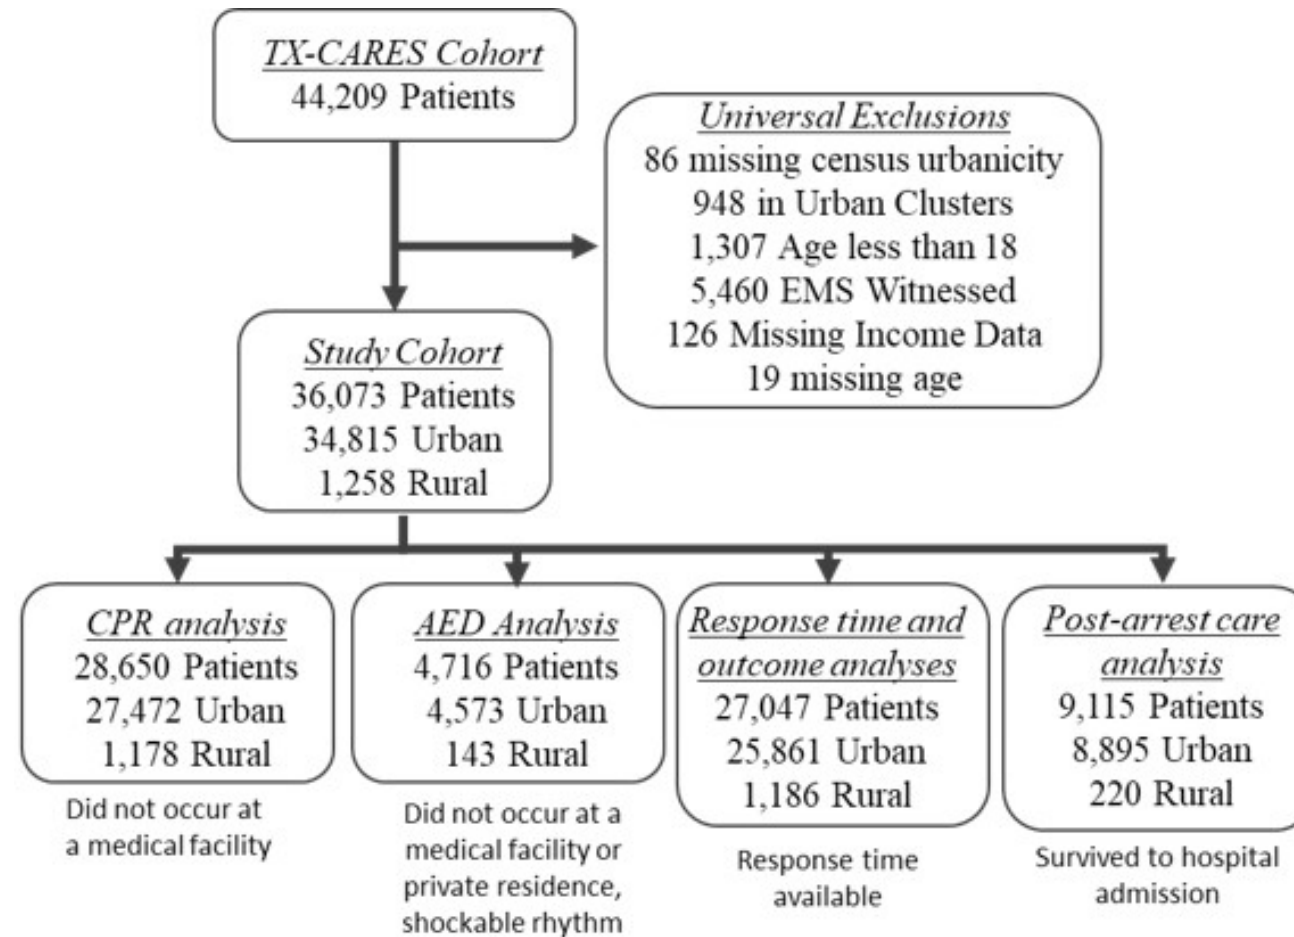 TX-CARES Cohort
44,209 Patients
Universal Exclusions
86 missing census urbanicity
948 in Urban Clusters
1,307 Age less than 18
5,460 EMS Witnessed
126 Missing Income Data
19 missing age
Study Cohort
36,073 Patients
34,815 Urban
1,258 Rural
CPR analysis
28,650 Patients
27,472 Urban
1,178 Rural
Did not occur at
a medical facility
AED Analysis
4,716 Patients
4,573 Urban
143 Rural
Did not occur at a
medical facility or
private residence,
shockable rhythm
Response time and
outcome analyses
27,047 Patients
25,861 Urban
1,186 Rural
Response time
available
Post-arrest care
analysis
9,115 Patients
8,895 Urban
220 Rural
Survived to hospital
admission